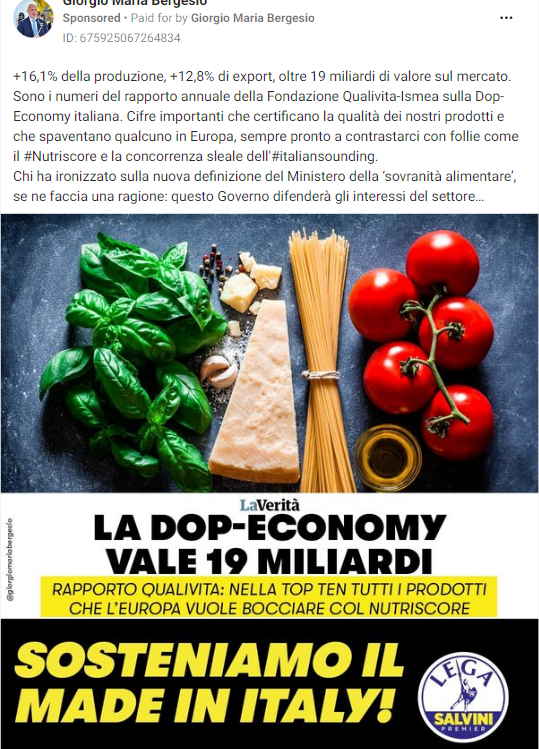 Giorgio Maria Bergesio
Sponsored • Paid for by Giorgio Maria Bergesio
ID: 675925067264834
+16,1% della produzione, +12,8% di export, oltre 19 miliardi di valore sul mercato.
Sono i numeri del rapporto annuale della Fondazione Qualivita-Ismea sulla Dop-
Economy italiana. Cifre importanti che certificano la qualità dei nostri prodotti e
che spaventano qualcuno in Europa, sempre pronto a contrastarci con follie come
il #Nutriscore e la concorrenza sleale dell'#italiansounding.
Chi ha ironizzato sulla nuova definizione del Ministero della ‘sovranità alimentare’,
se ne faccia una ragione: questo Governo difenderà gli interessi del settore…
LaVerità
LA DOP-ECONOMY
VALE 19 MILIARDI
RAPPORTO QUALIVITA: NELLA TOP TEN TUTTI I PRODOTTI
CHE L'EUROPA VUOLE BOCCIARE COL NUTRISCORE
@giorgiomariabergesio
SOSTENIAMO IL
MADE IN ITALY!
LEGA
SALVINI
PREMIER